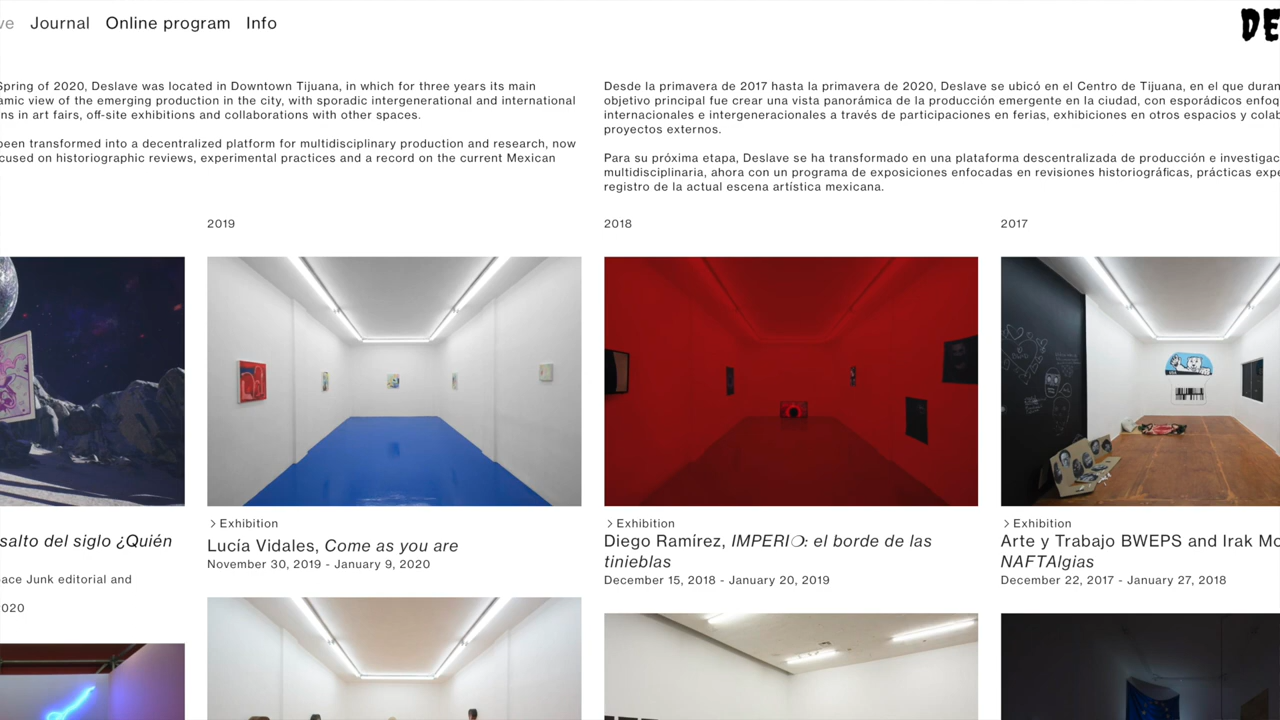 ve Journal Online program Info
DE
Spring of 2020, Deslave was located in Downtown Tijuana, in which for three years its main
amic view of the emerging production in the city, with sporadic intergenerational and international
ns in art fairs, off-site exhibitions and collaborations with other spaces.
been transformed into a decentralized platform for multidisciplinary production and research, now
cused on historiographic reviews, experimental practices and a record on the current Mexican
Desde la primavera de 2017 hasta la primavera de 2020, Deslave se ubicó en el Centro de Tijuana, en el que duran
objetivo principal fue crear una vista panorámica de la producción emergente en la ciudad, con esporádicos enfoq
internacionales e intergeneracionales a través de participaciones en ferias, exhibiciones en otros espacios y colab
proyectos externos.
Para su próxima etapa, Deslave se ha transformado en una plataforma descentralizada de producción e investigac
multidisciplinaria, ahora con un programa de exposiciones enfocadas en revisiones historiográficas, prácticas expe
registro de la actual escena artística mexicana.
salto del siglo ¿Quién
ace Junk editorial and
020
2019
> Exhibition
Lucía Vidales, Come as you are
November 30, 2019 - January 9, 2020
2018
> Exhibition
Diego Ramírez, IMPERI❍: el borde de las
tinieblas
December 15, 2018 - January 20, 2019
2017
> Exhibition
Arte y Trabajo BWEPS and Irak Mo
NAFTAlgias
December 22, 2017 - January 27, 2018